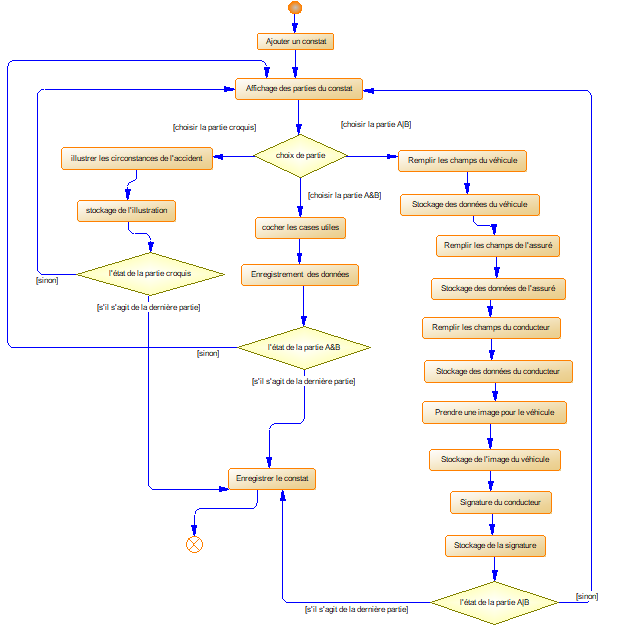 Ajouter un constat
Affichage des parties du constat
[choisir la partie croquis]
[choisir la partie A|B]
choix de partie
illustrer les circonstances de l'accident
Remplir les champs du véhicule
[choisir la partie A&B]
stockage de l'illustration
Stockage des données du véhicule
cocher les cases utiles
Remplir les champs de l'assuré
l'état de la partie croquis
Enregistrement des données
[sinon]
Stockage des données de l'assuré
[s'il s'agit de la dernière partie]
Remplir les champs du conducteur
l'état de la partie A&B
[sinon]
Stockage des données du conducteur
[s'il s'agit de la dernière partie]
Prendre une image pour le véhicule
Stockage de l'image du véhicule
Enregistrer le constat
Signature du conducteur
Stockage de la signature
l'état de la partie A|B
[sinon]
[s'il s'agit de la dernière partie]